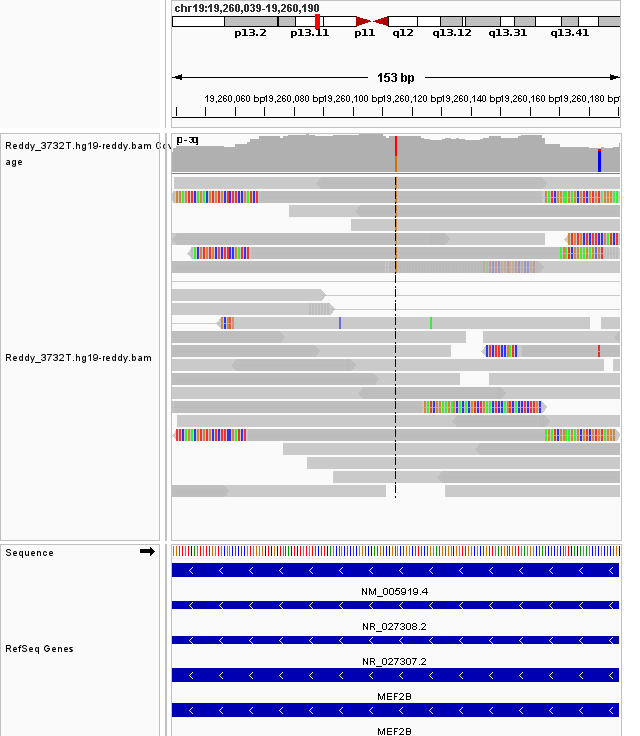 chr19:19,260,039-19,260,190
p13.2 p13.11 p11 q12 q13.12 q13.31 q13.41
153 bp
19,260,060 bp 19,260,080 bp 19,260,100 bp 19,260,120 bp 19,260,140 bp 19,260,160 bp 19,260,180 bp
Reddy_3732T.hg19-reddy.bam Cov
age
[0-30]
Reddy_3732T.hg19-reddy.bam
Sequence
NM_005919.4
NR_027308.2
RefSeq Genes
NR_027307.2
MEF2B
MEF2B